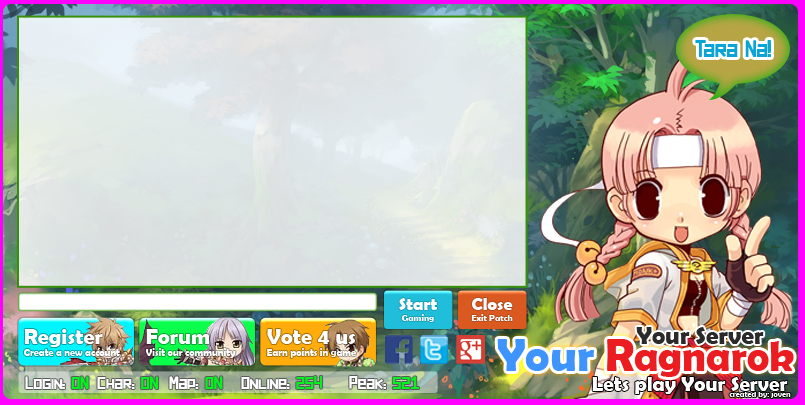 Tara Na!
Start
Gaming
Close
Exit Patch
Register
Create a new account
Forum
Visit our community
Vote 4 us
Earn points in game
Your Server
Your Ragnarok
Lets play Your Server
created by: joven
Login: ON Char: ON Map: ON Online: 254 Peak: 521